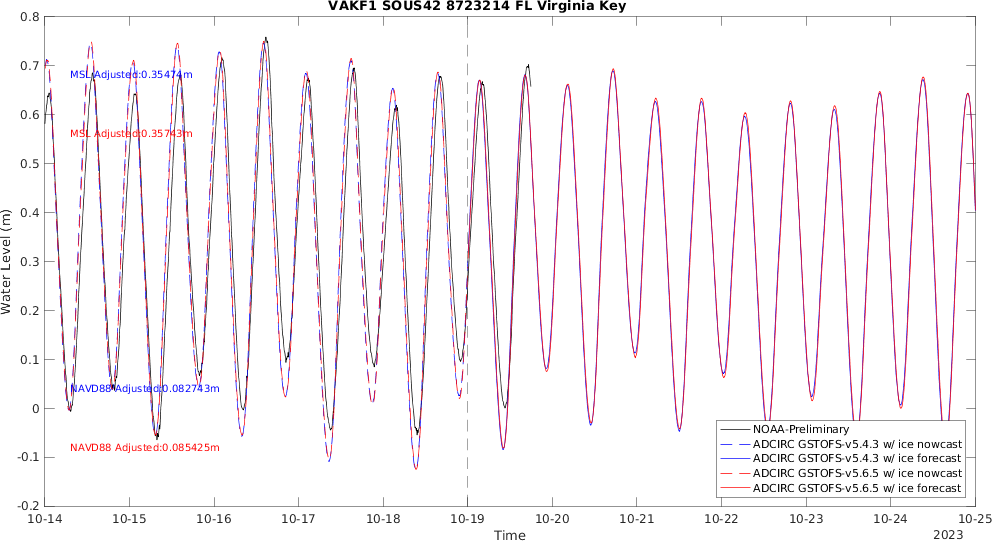 VAKF1 SOUS42 8723214 FL Virginia Key
0.8
0.7
0.6
0.5
0.4
0.3
0.2
0.1
0
-0.1
-0.2
Water Level (m)
MSL Adjusted:0.35474m
MSL Adjusted:0.35743m
NAVD88 Adjusted:0.082743m
NAVD88 Adjusted:0.085425m
NOAA-Preliminary
ADCIRC GSTOFS-v5.4.3 w/ ice nowcast
ADCIRC GSTOFS-v5.4.3 w/ ice forecast
ADCIRC GSTOFS-v5.6.5 w/ ice nowcast
ADCIRC GSTOFS-v5.6.5 w/ ice forecast
10-14 10-15 10-16 10-17 10-18 10-19 10-20 10-21 10-22 10-23 10-24 10-25
Time
2023